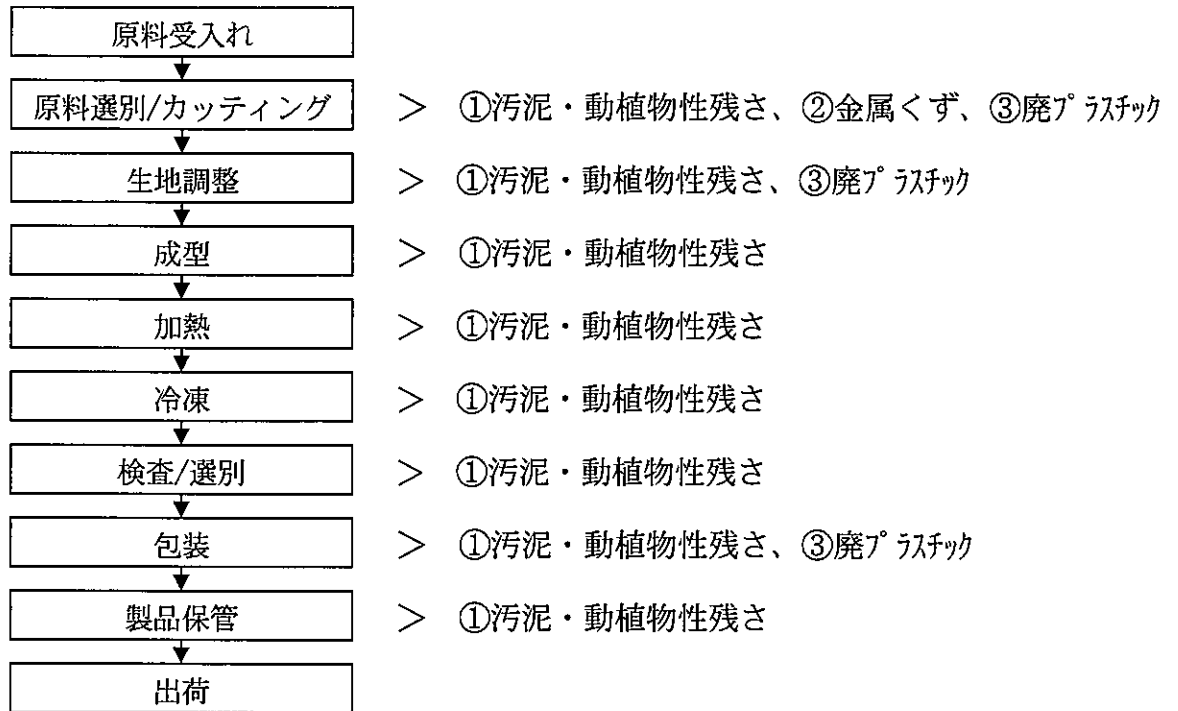 原料受入れ
原料選別/カッティング ＞ ①汚泥・動植物性残さ、②金属くず、③廃ﾌﾟﾗｽﾁｯｸ
生地調整 ＞ ①汚泥・動植物性残さ、③廃ﾌﾟﾗｽﾁｯｸ
成型 ＞ ①汚泥・動植物性残さ
加熱 ＞ ①汚泥・動植物性残さ
冷凍 ＞ ①汚泥・動植物性残さ
検査/選別 ＞ ①汚泥・動植物性残さ
包装 ＞ ①汚泥・動植物性残さ、③廃ﾌﾟﾗｽﾁｯｸ
製品保管 ＞ ①汚泥・動植物性残さ
出荷